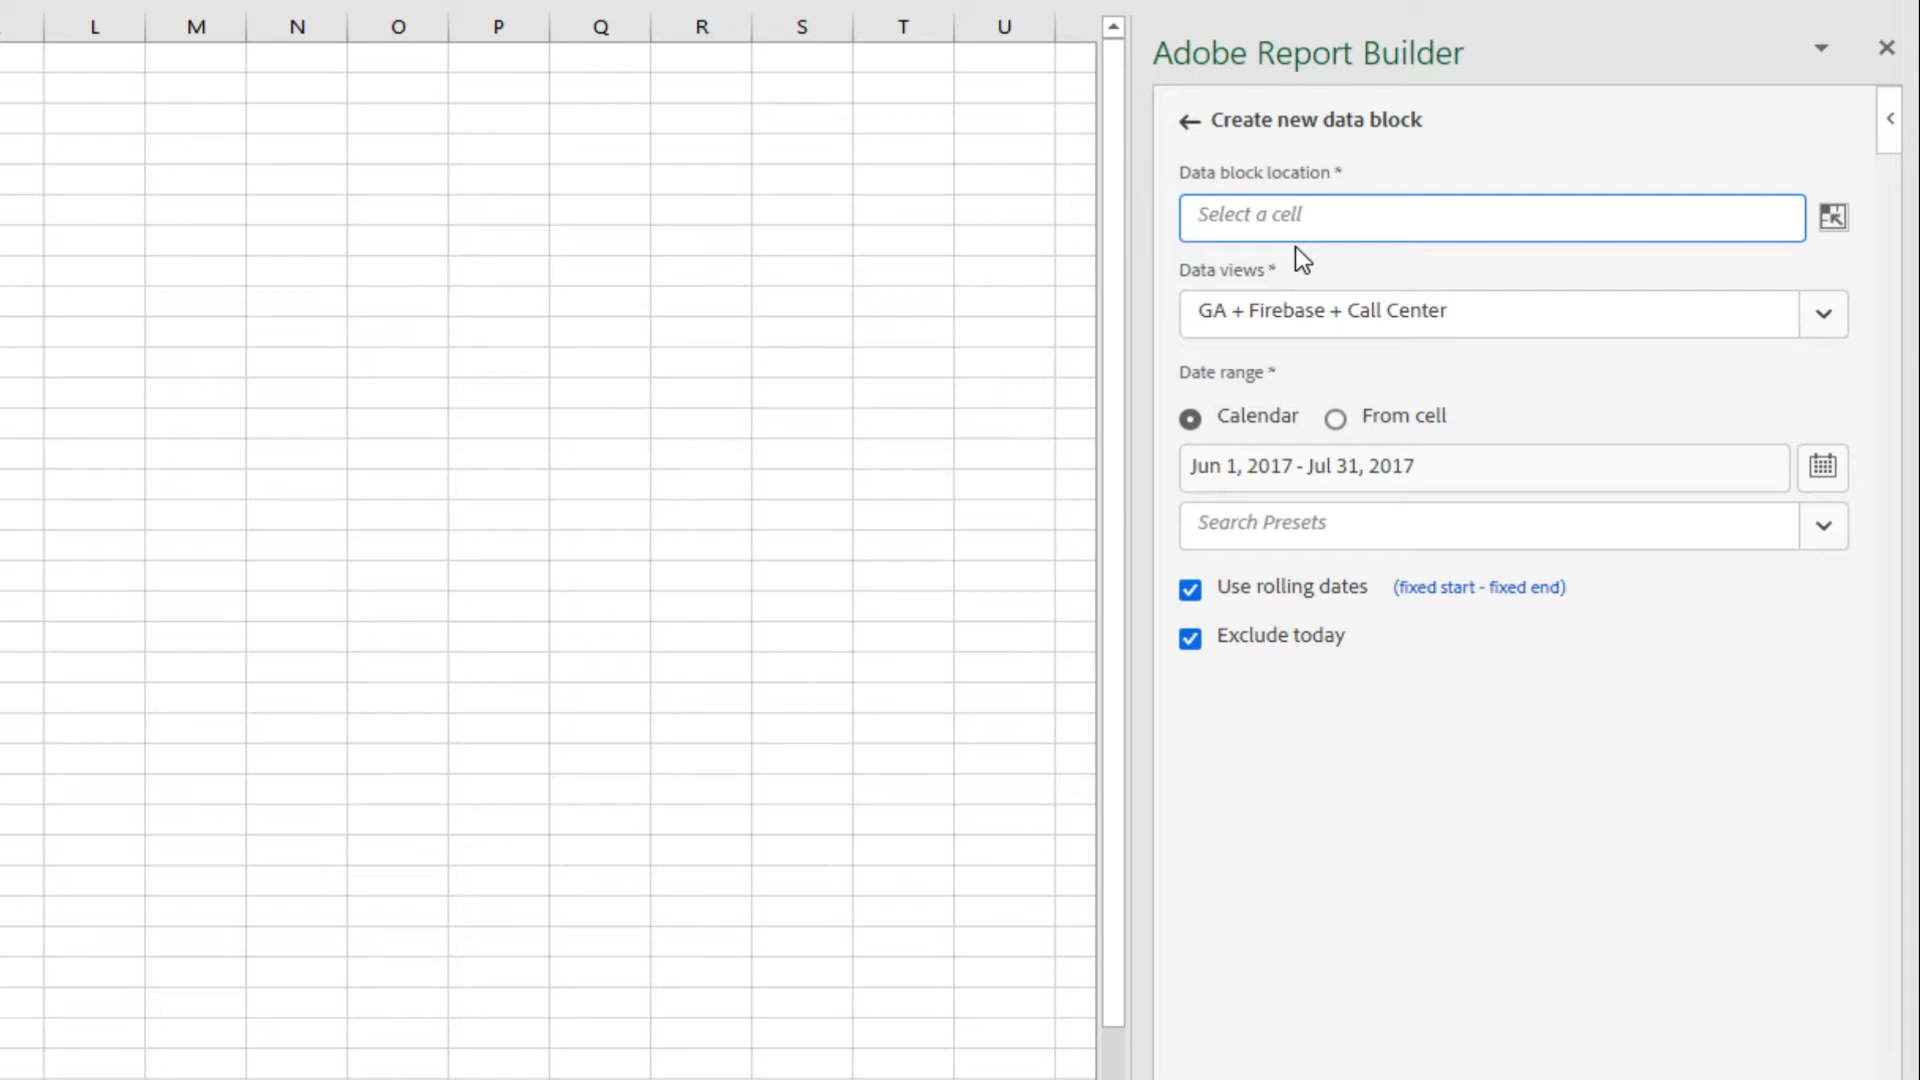 L M N O P Q R S T U
Adobe Report Builder
Create new data block
Data block location *
Select a cell
Data views *
GA + Firebase + Call Center
Date range *
Calendar From cell
Jun 1, 2017 - Jul 31, 2017
Search Presets
Use rolling dates (fixed start - fixed end)
Exclude today